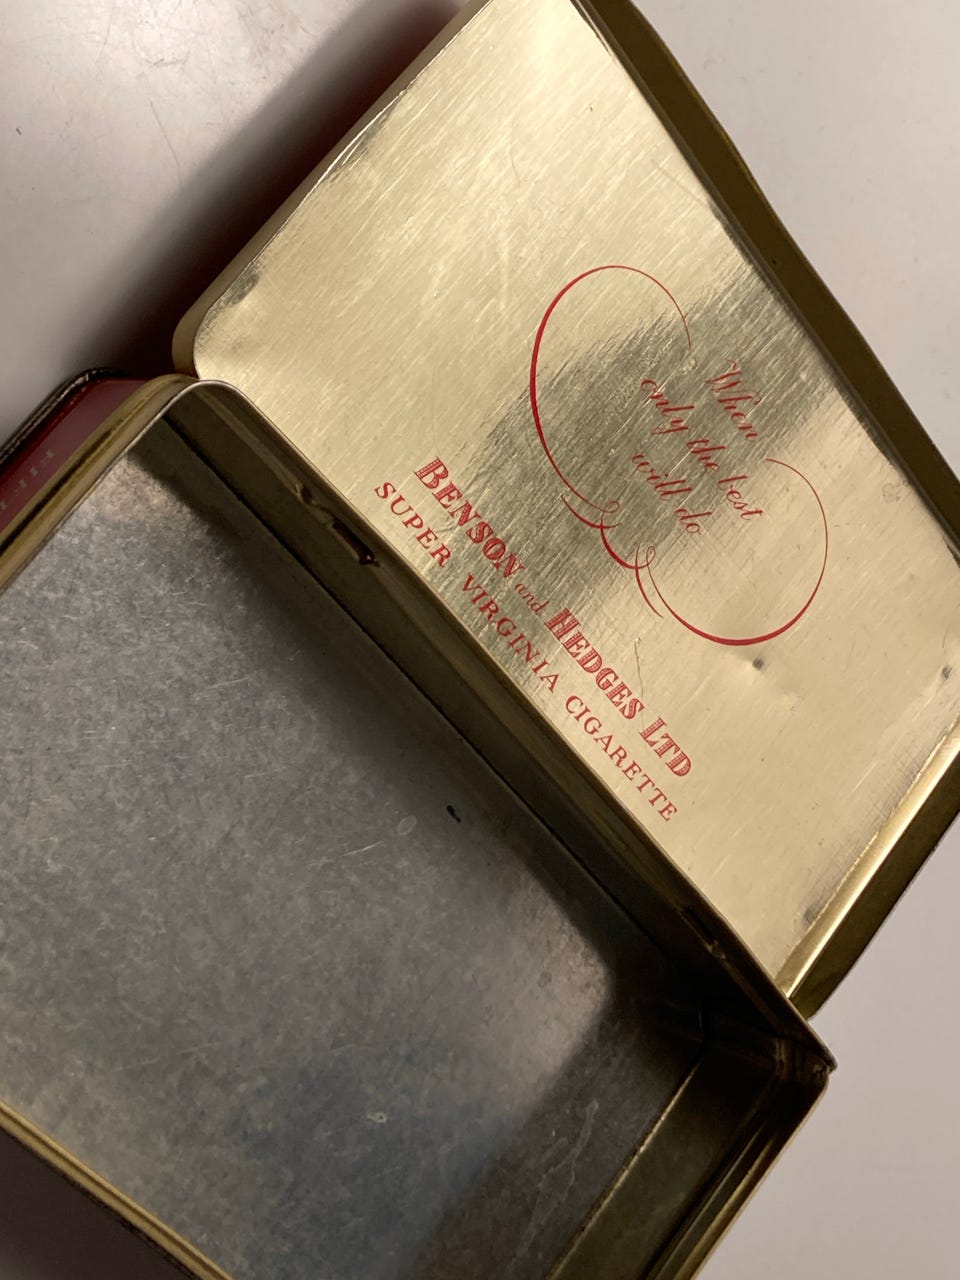 When
only the best
will do
BENSON and HEDGES LTD
SUPER VIRGINIA CIGARETTE